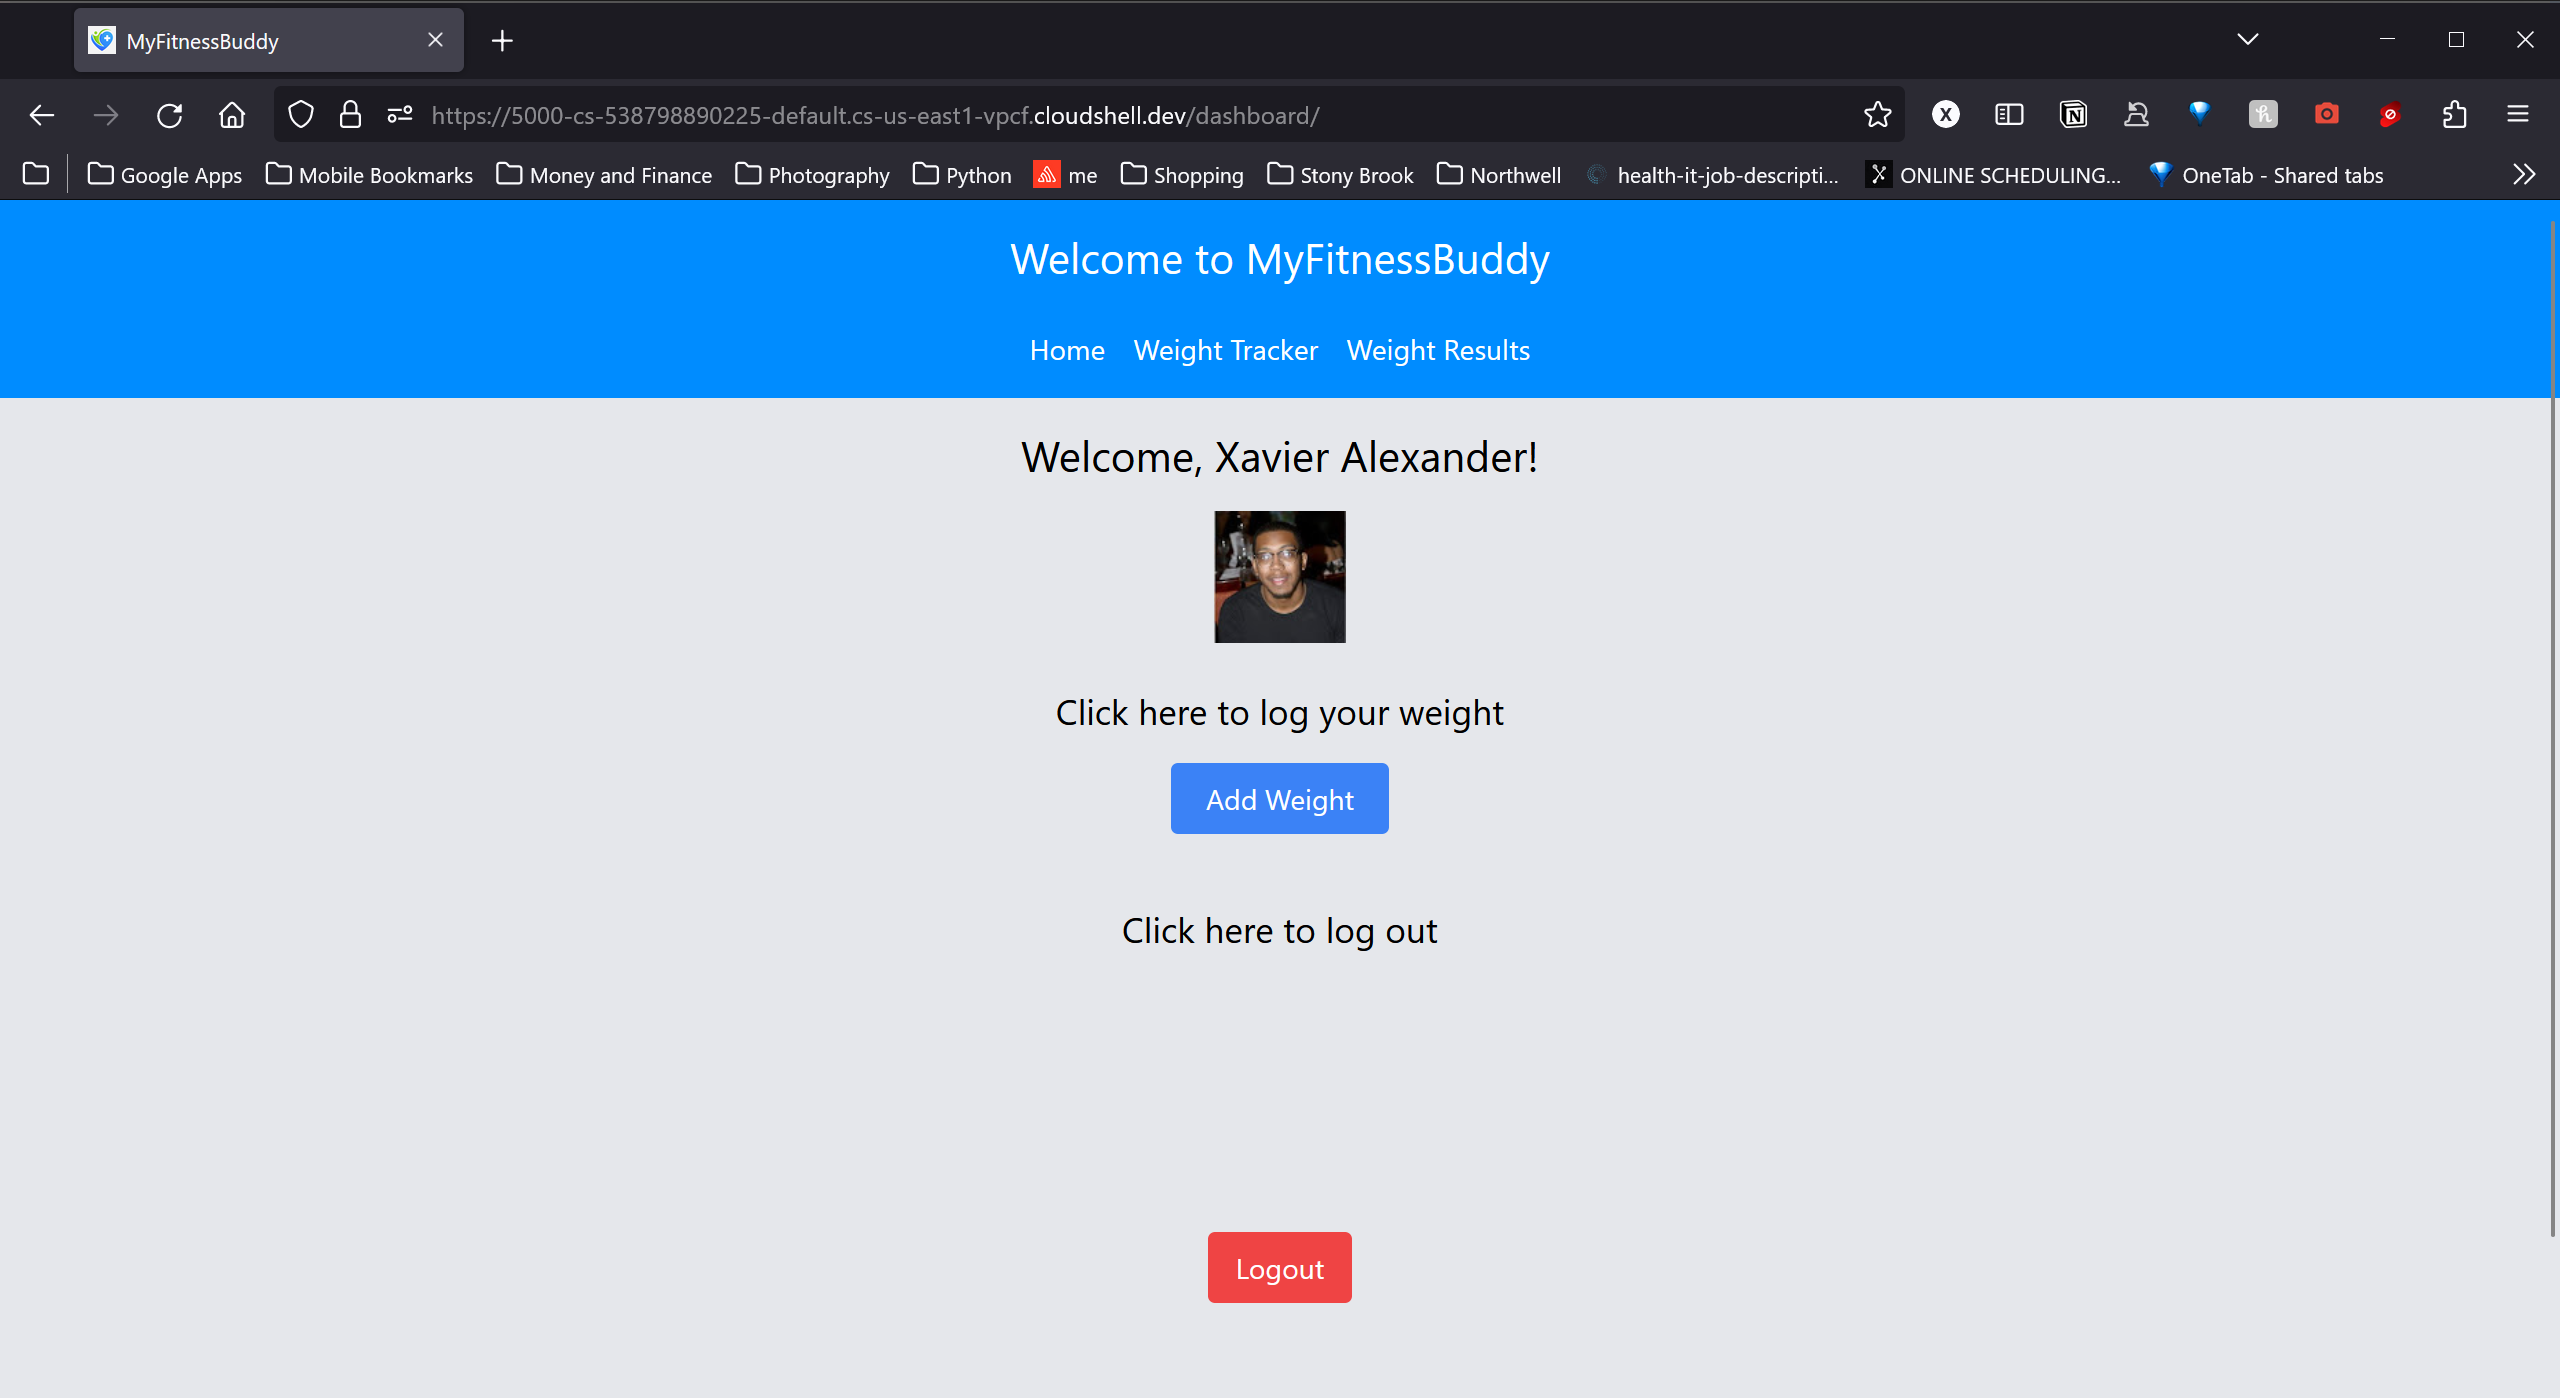 MyFitnessBuddy
https://5000-cs-538798890225-default.cs-us-east1-vpcf.cloudshell.dev/dashboard/
Google Apps Mobile Bookmarks Money and Finance Photography Python me Shopping Stony Brook Northwell health-it-job-descripti... ONLINE SCHEDULING... OneTab - Shared tabs
Welcome to MyFitnessBuddy
Home Weight Tracker Weight Results
Welcome, Xavier Alexander!
Click here to log your weight
Add Weight
Click here to log out
Logout